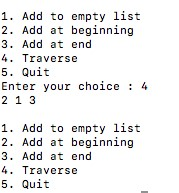 1. Add to empty list
2. Add at beginning
3. Add at end
4. Traverse
5. Quit
Enter your choice : 4
2 1 3
1. Add to empty list
2. Add at beginning
3. Add at end
4. Traverse
5. Quit